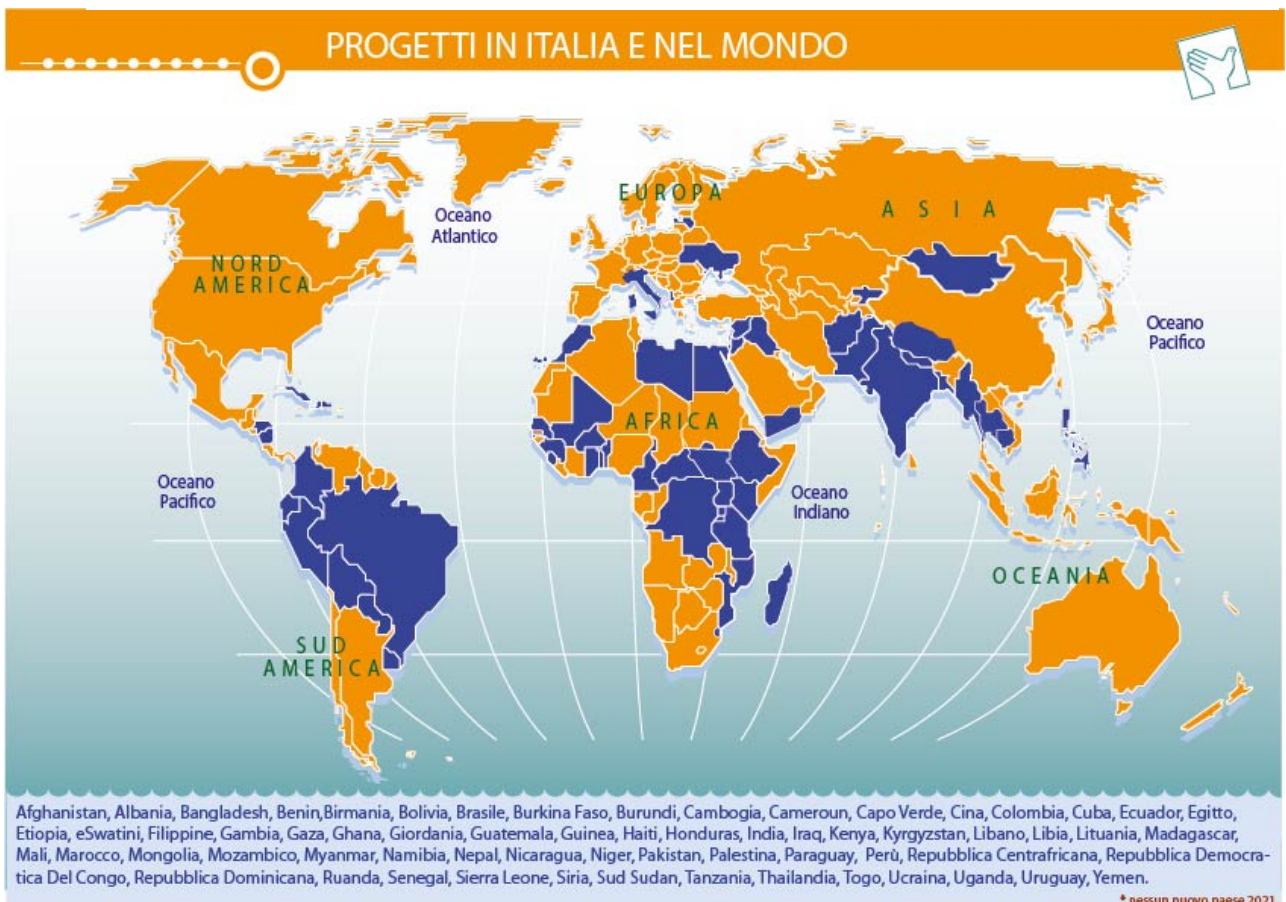 PROGETTI IN ITALIA E NEL MONDO
EUROPA
ASIA
Oceano
Atlantico
NORD
AMERICA
Oceano
Pacifico
AFRICA
Oceano
Pacifico
Oceano
Indiano
OCEANIA
SUD
AMERICA
Afghanistan, Albania, Bangladesh, Benin,Birmania, Bolivia, Brasile, Burkina Faso, Burundi, Cambogia, Cameroun, Capo Verde, Cina, Colombia, Cuba, Ecuador, Egitto,
Etiopia, eSwatini, Filippine, Gambia, Gaza, Ghana, Giordania, Guatemala, Guinea, Haiti, Honduras, India, Iraq, Kenya, Kyrgyzstan, Libano, Libia, Lituania, Madagascar,
Mali, Marocco, Mongolia, Mozambico, Myanmar, Namibia, Nepal, Nicaragua, Niger, Pakistan, Palestina, Paraguay, Perù, Repubblica Centrafricana, Repubblica Democra-
tica Del Congo, Repubblica Dominicana, Ruanda, Senegal, Sierra Leone, Siria, Sud Sudan, Tanzania, Thailandia, Togo, Ucraina, Uganda, Uruguay, Yemen.
* nessun nuovo paese 2021